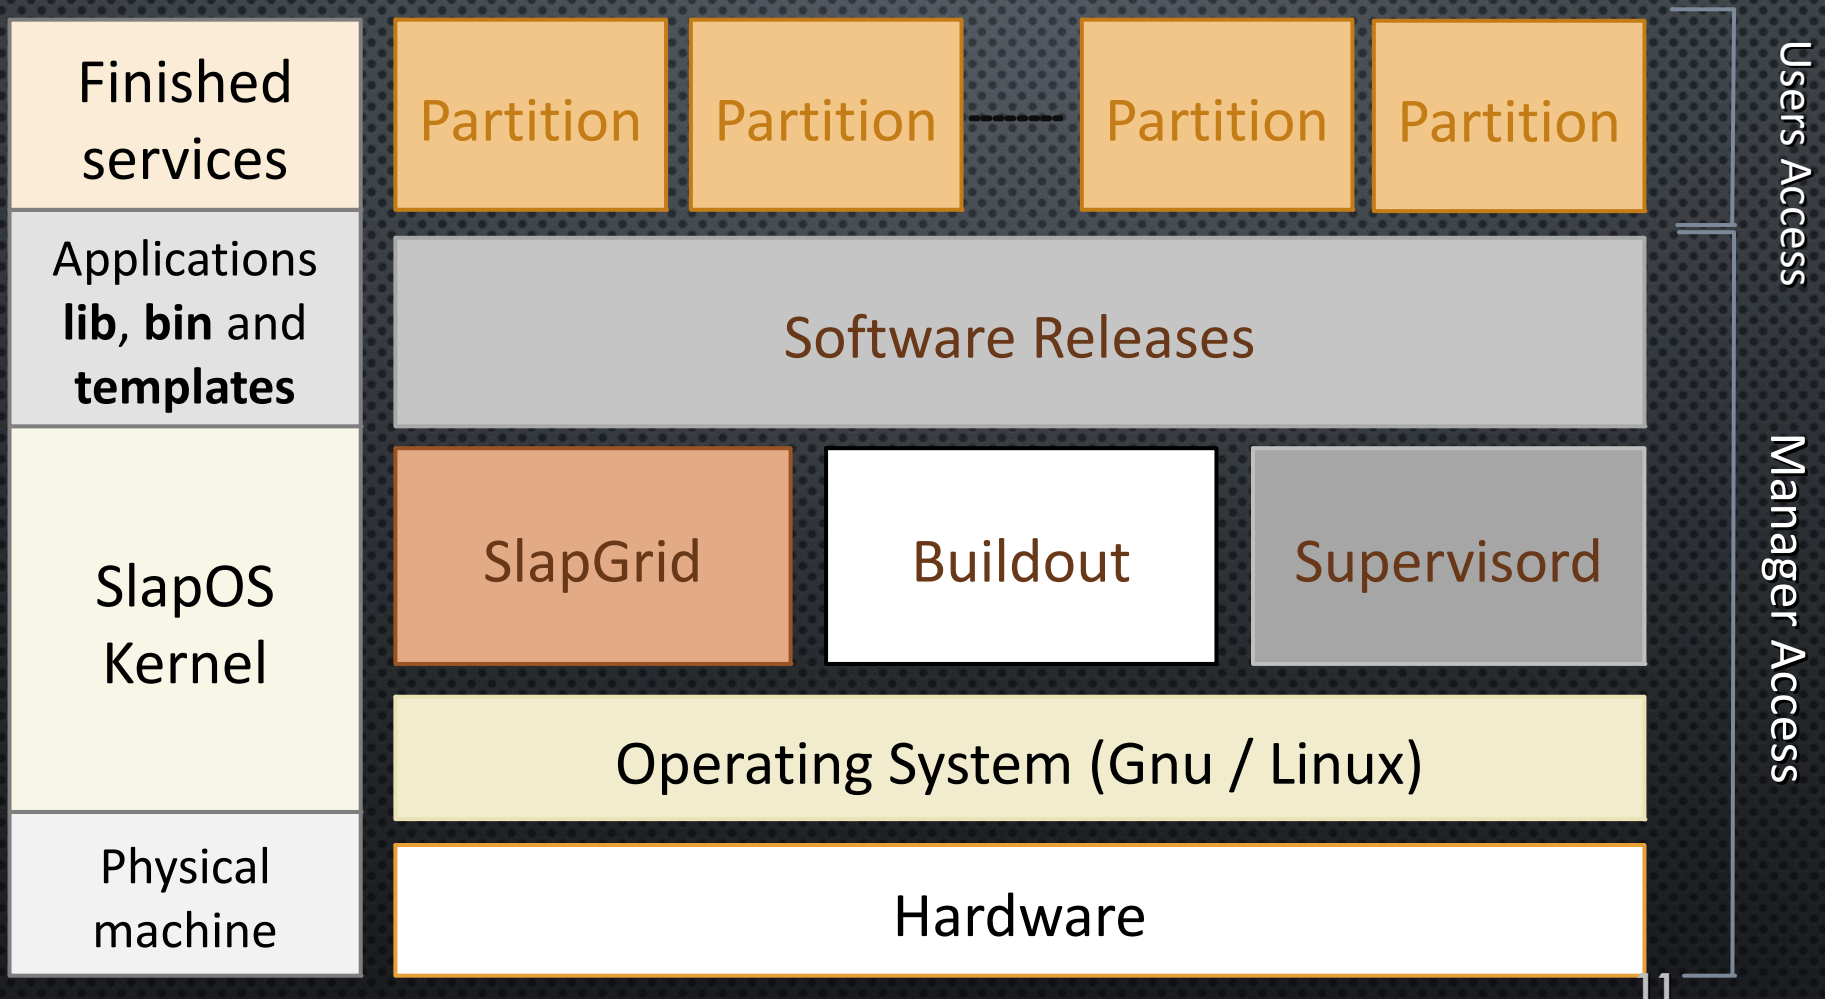 Finished
services
Partition
Partition
Partition
Partition
Users Access
Applications
lib, bin and
templates
Software Releases
SlapOS
Kernel
SlapGrid
Buildout
Supervisord
Manager Access
Operating System (Gnu / Linux)
Physical
machine
Hardware
11